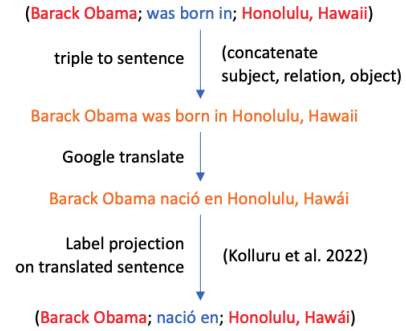 (Barack Obama; was born in; Honolulu, Hawaii)
triple to sentence
(concatenate
subject, relation, object)
Barack Obama was born in Honolulu, Hawaii
Google translate
Barack Obama nació en Honolulu, Hawái
Label projection
on translated sentence
(Kolluru et al. 2022)
(Barack Obama; nació en; Honolulu, Hawái)